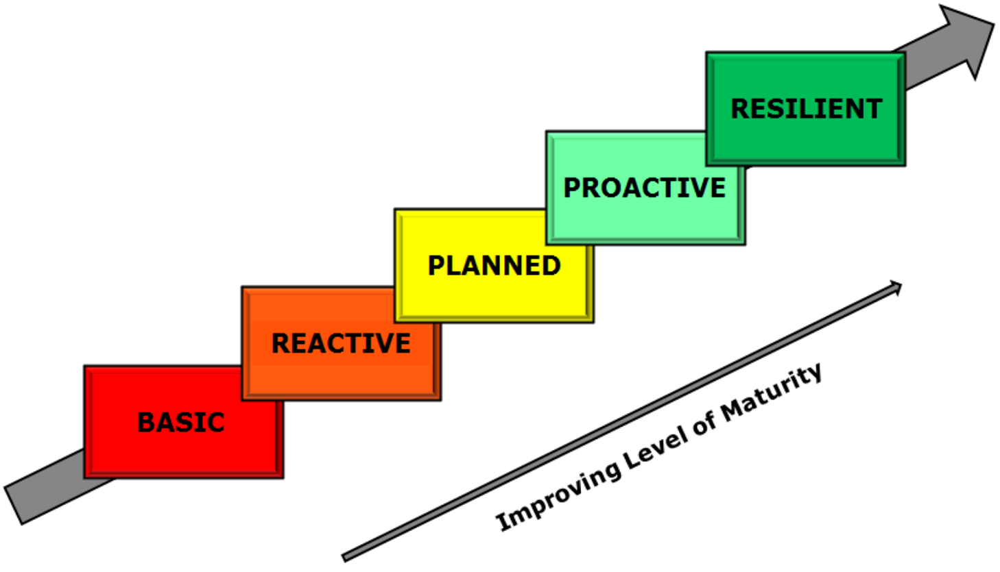 RESILIENT
PROACTIVE
PLANNED
REACTIVE
BASIC
Improving Level of Maturity